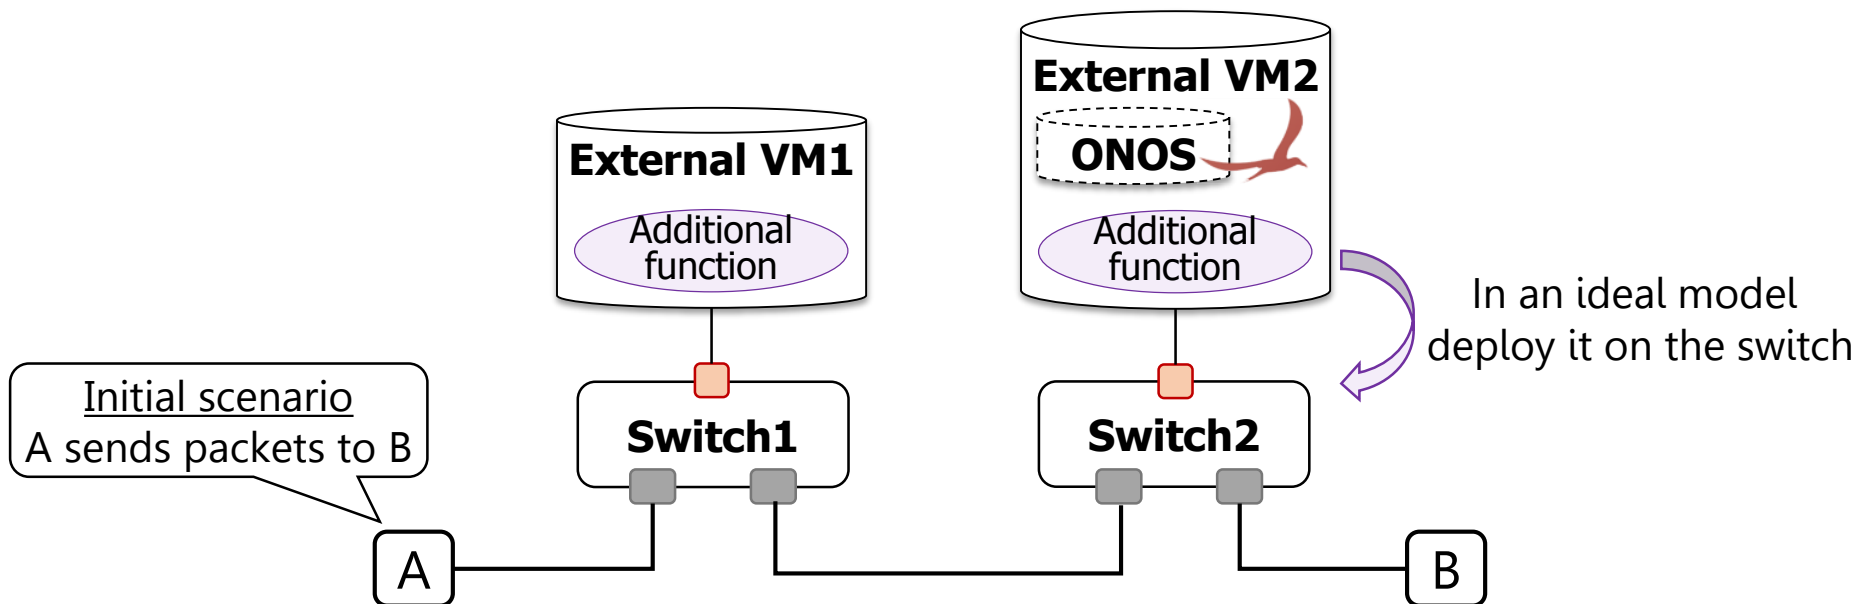 External VM2
ONOS
External VM1
Additional
function
Additional
function
In an ideal model
deploy it on the switch
Initial scenario
A sends packets to B
Switch1
Switch2
A
B